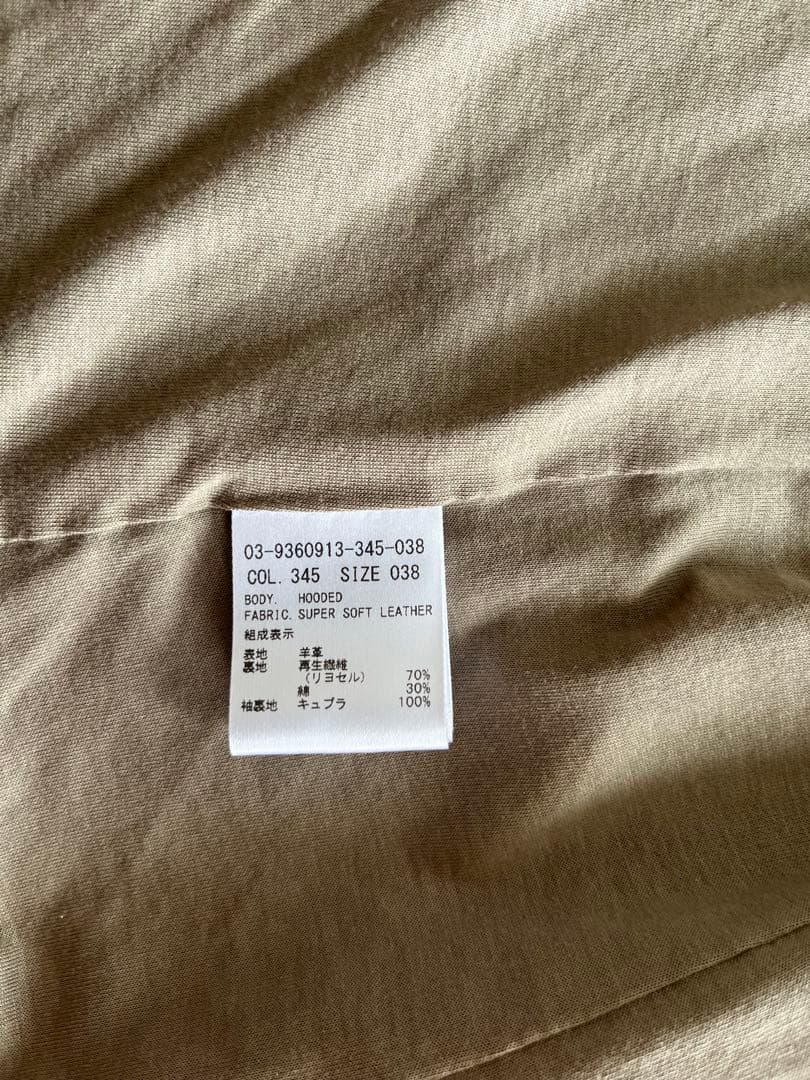 03-9360913-345-038
COL. 345 SIZE 038
BODY. HOODED
FABRIC. SUPER SOFT LEATHER
組成表示
表地 羊革
裏地 再生繊維
(リヨセル) 70%
綿 30%
袖裏地 キュプラ 100%